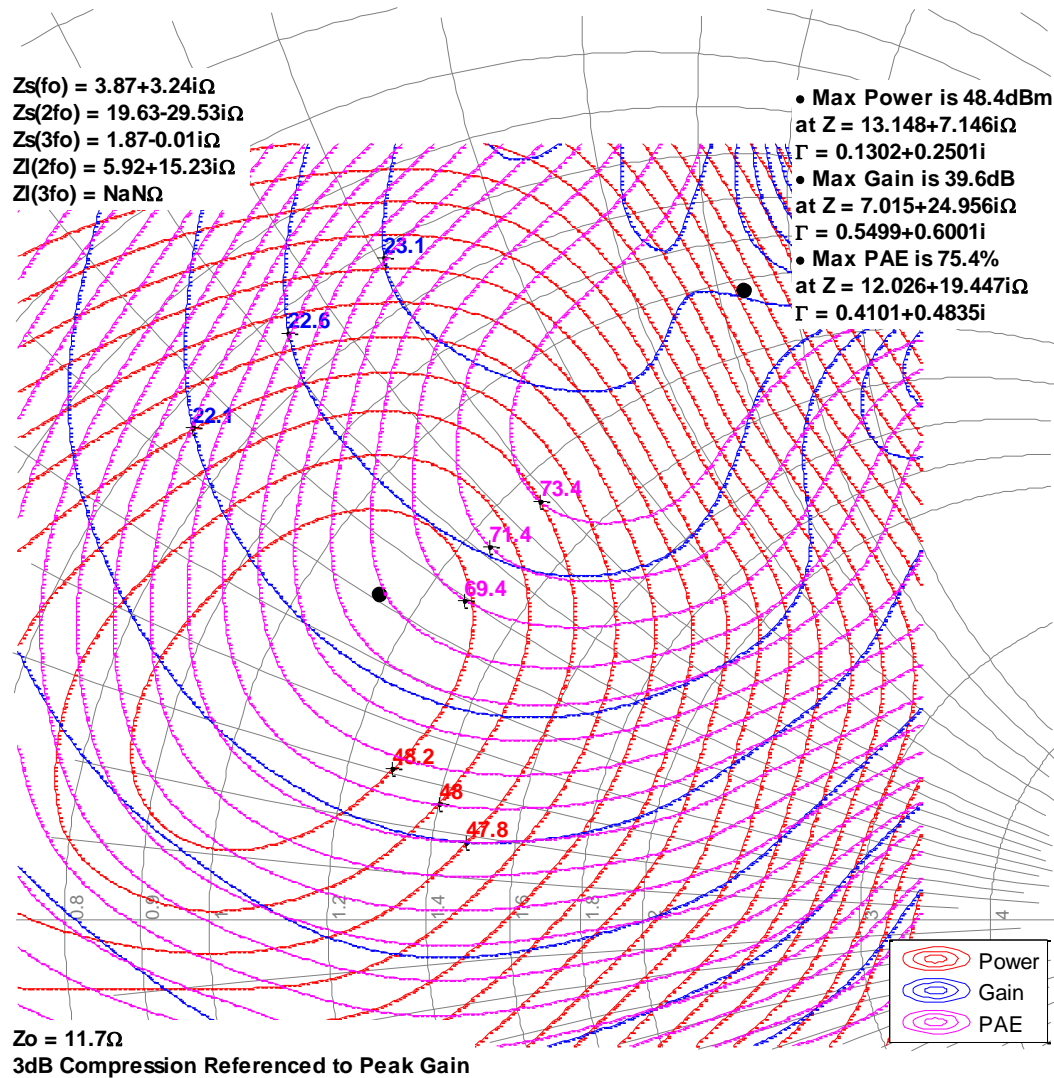 Zs(fo) = 3.87+3.24iΩ
Zs(2fo) = 19.63-29.53iΩ
Zs(3fo) = 1.87-0.01iΩ
Zl(2fo) = 5.92+15.23iΩ
Zl(3fo) = NaNΩ
• Max Power is 48.4dBm
at Z = 13.148+7.146iΩ
Γ = 0.1302+0.2501i
• Max Gain is 39.6dB
at Z = 7.015+24.956iΩ
Γ = 0.5499+0.6001i
• Max PAE is 75.4%
at Z = 12.026+19.447iΩ
Γ = 0.4101+0.4835i
23.1
22.6
22.1
73.4
71.4
69.4
48.2
48
47.8
0.8 0.9 1 1.2 1.4 1.6 1.8 2 3 4
Power
Gain
PAE
Zo = 11.7Ω
3dB Compression Referenced to Peak Gain